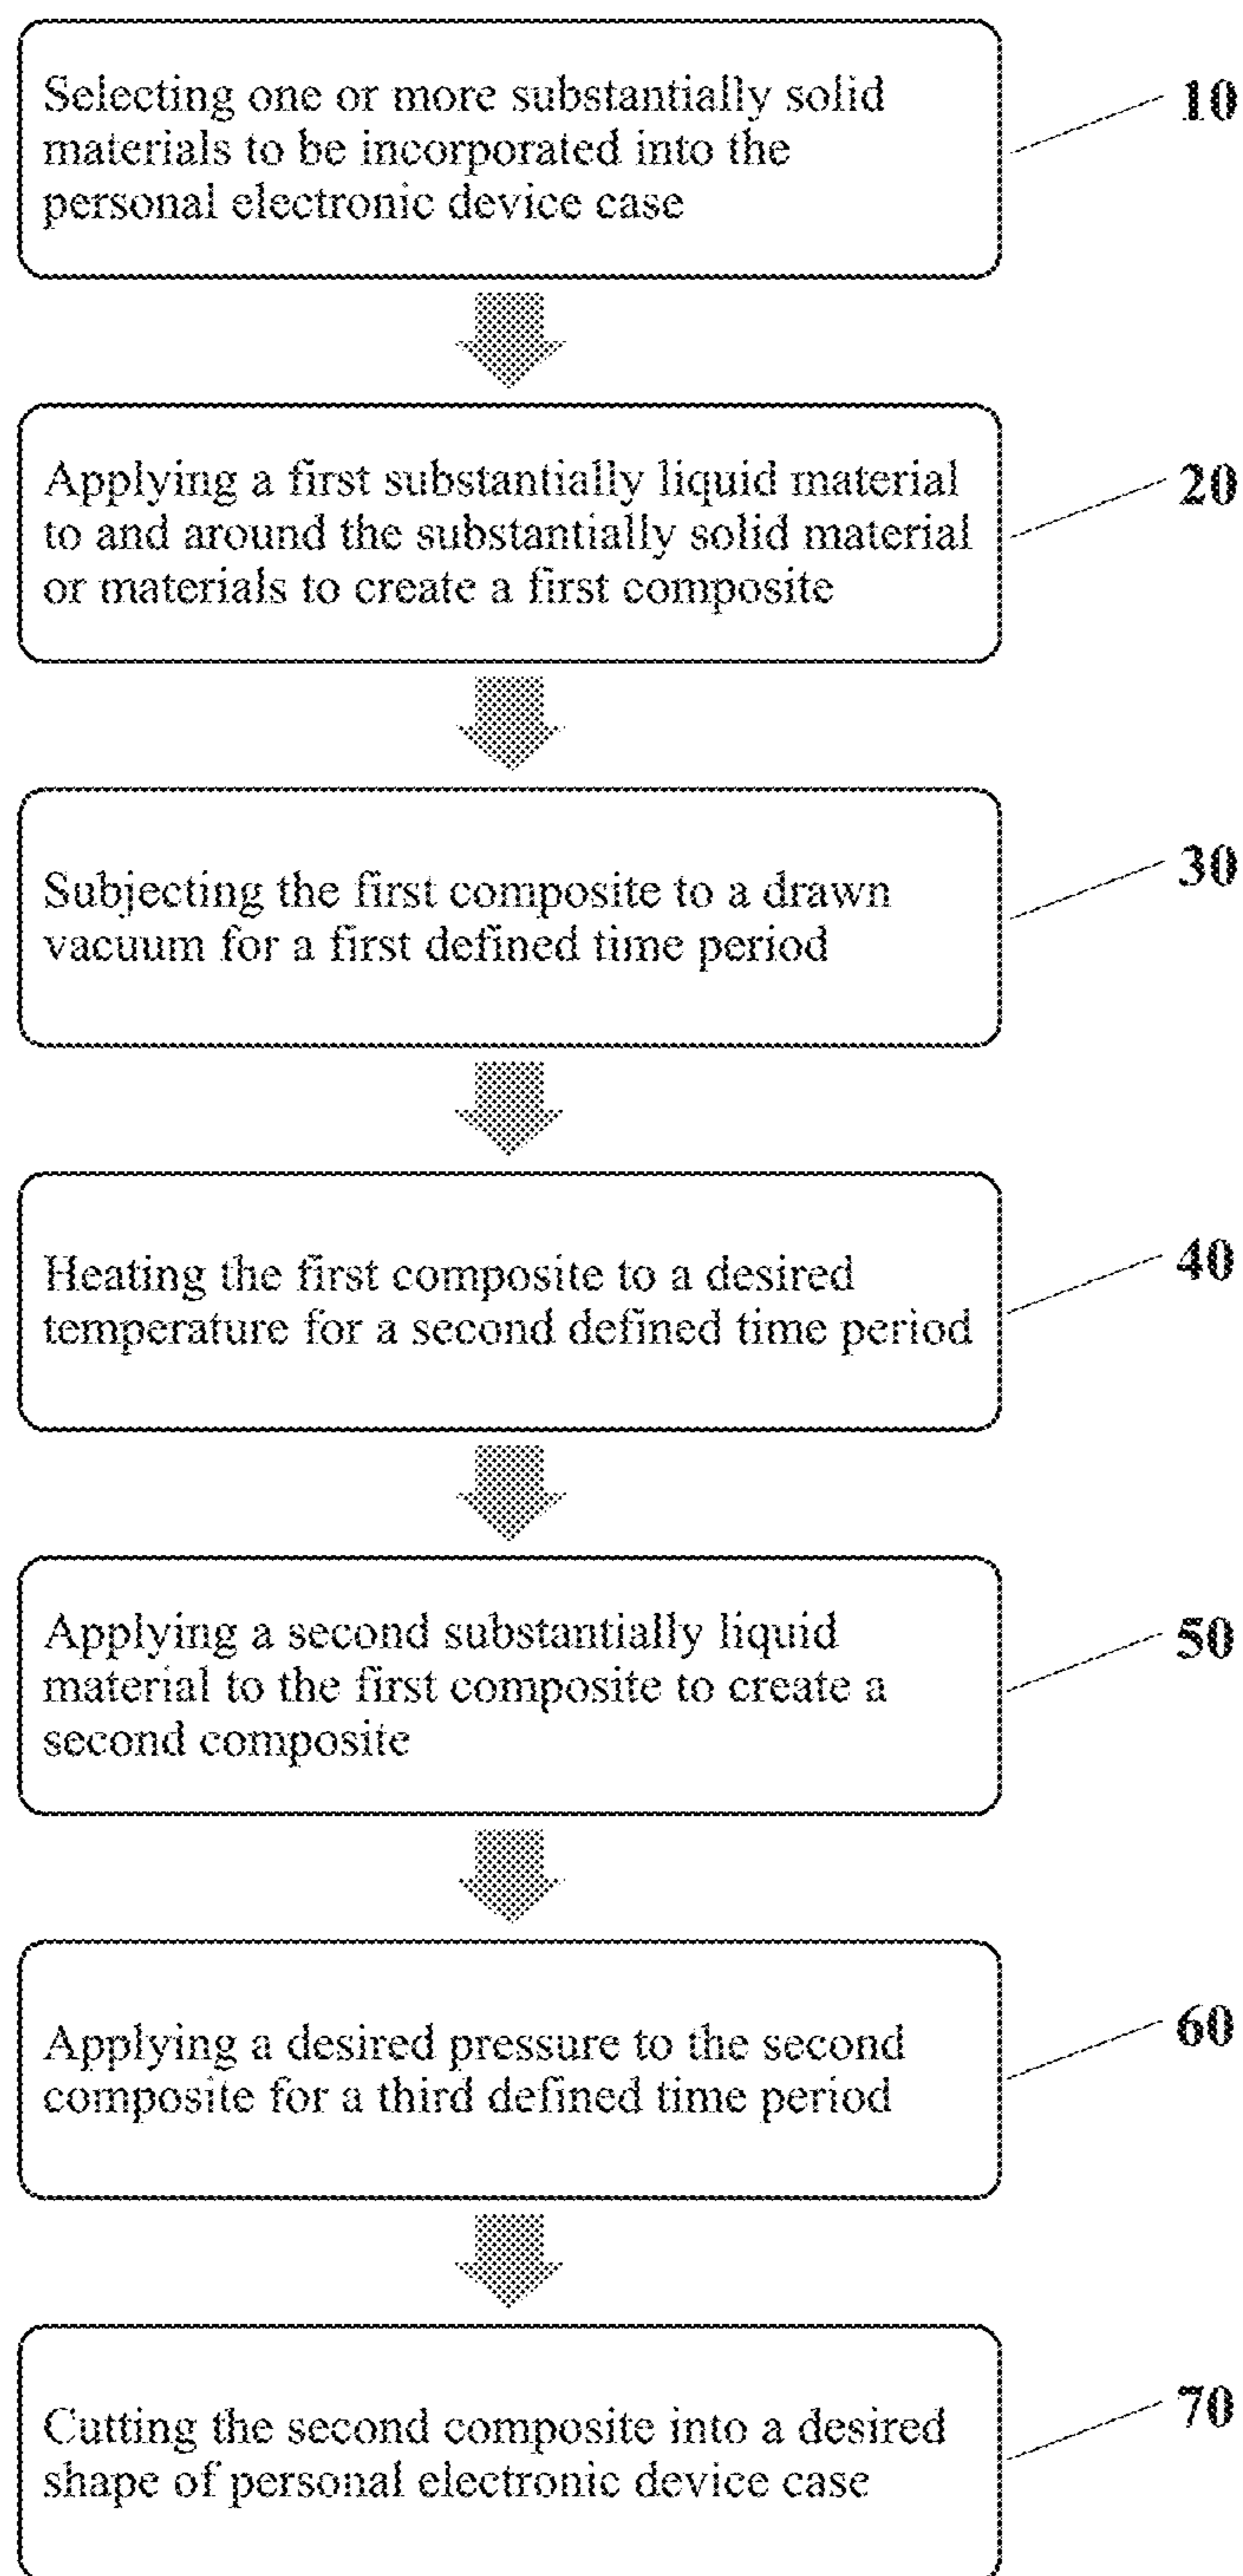 Selecting one or more substantially solid
materials to be incorporated into the
personal electronic device case
10
Applying a first substantially liquid material
to and around the substantially solid material
or materials to create a first composite
20
Subjecting the first composite to a drawn
vacuum for a first defined time period
30
Heating the first composite to a desired
temperature for a second defined time period
40
Applying a second substantially liquid
material to the first composite to create a
second composite
50
Applying a desired pressure to the second
composite for a third defined time period
60
Cutting the second composite into a desired
shape of personal electronic device case
70